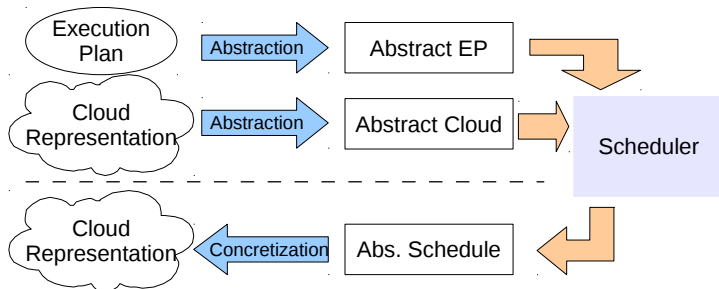 Execution
Plan
Abstraction
Abstract EP
Cloud
Representation
Abstraction
Abstract Cloud
Scheduler
Cloud
Representation
Concretization
Abs. Schedule